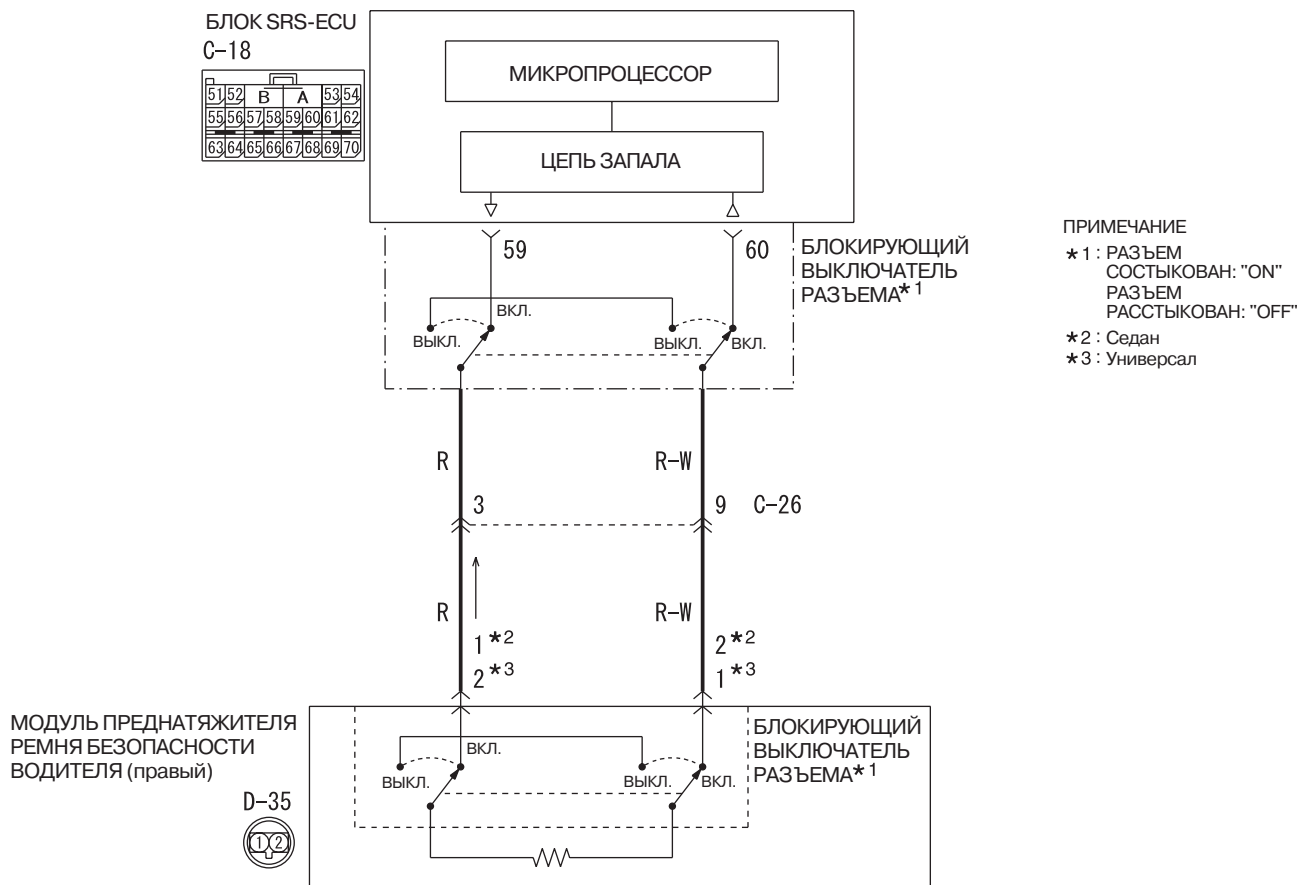 БЛОК SRS-ECU
C-18
51 52 B A 53 54
55 56 57 58 59 60 61 62
63 64 65 66 67 68 69 70
МИКРОПРОЦЕССОР
ЦЕПЬ ЗАПАЛА
59
60
БЛОКИРУЮЩИЙ
ВЫКЛЮЧАТЕЛЬ
РАЗЪЕМА*1
ВЫКЛ.
ВКЛ.
ВЫКЛ.
ВКЛ.
ПРИМЕЧАНИЕ
*1: РАЗЪЕМ
СОСТЫКОВАН: "ON"
РАЗЪЕМ
РАССТЫКОВАН: "OFF"
*2: Седан
*3: Универсал
R
R-W
3
9 C-26
R
R-W
1*2
2*2
2*3
1*3
МОДУЛЬ ПРЕДНАТЯЖИТЕЛЯ
РЕМНЯ БЕЗОПАСНОСТИ
ВОДИТЕЛЯ (правый)
D-35
1 2
ВЫКЛ.
ВКЛ.
ВЫКЛ.
ВКЛ.
БЛОКИРУЮЩИЙ
ВЫКЛЮЧАТЕЛЬ
РАЗЪЕМА*1